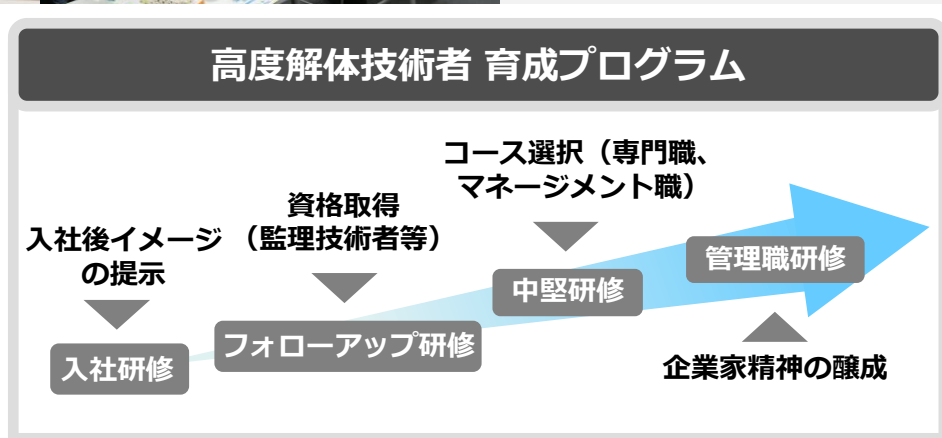 高度解体技術者 育成プログラム
コース選択（専門職、
マネージメント職）
資格取得
（監理技術者等）
入社後イメージ
の提示
管理職研修
中堅研修
フォローアップ研修
入社研修
企業家精神の醸成